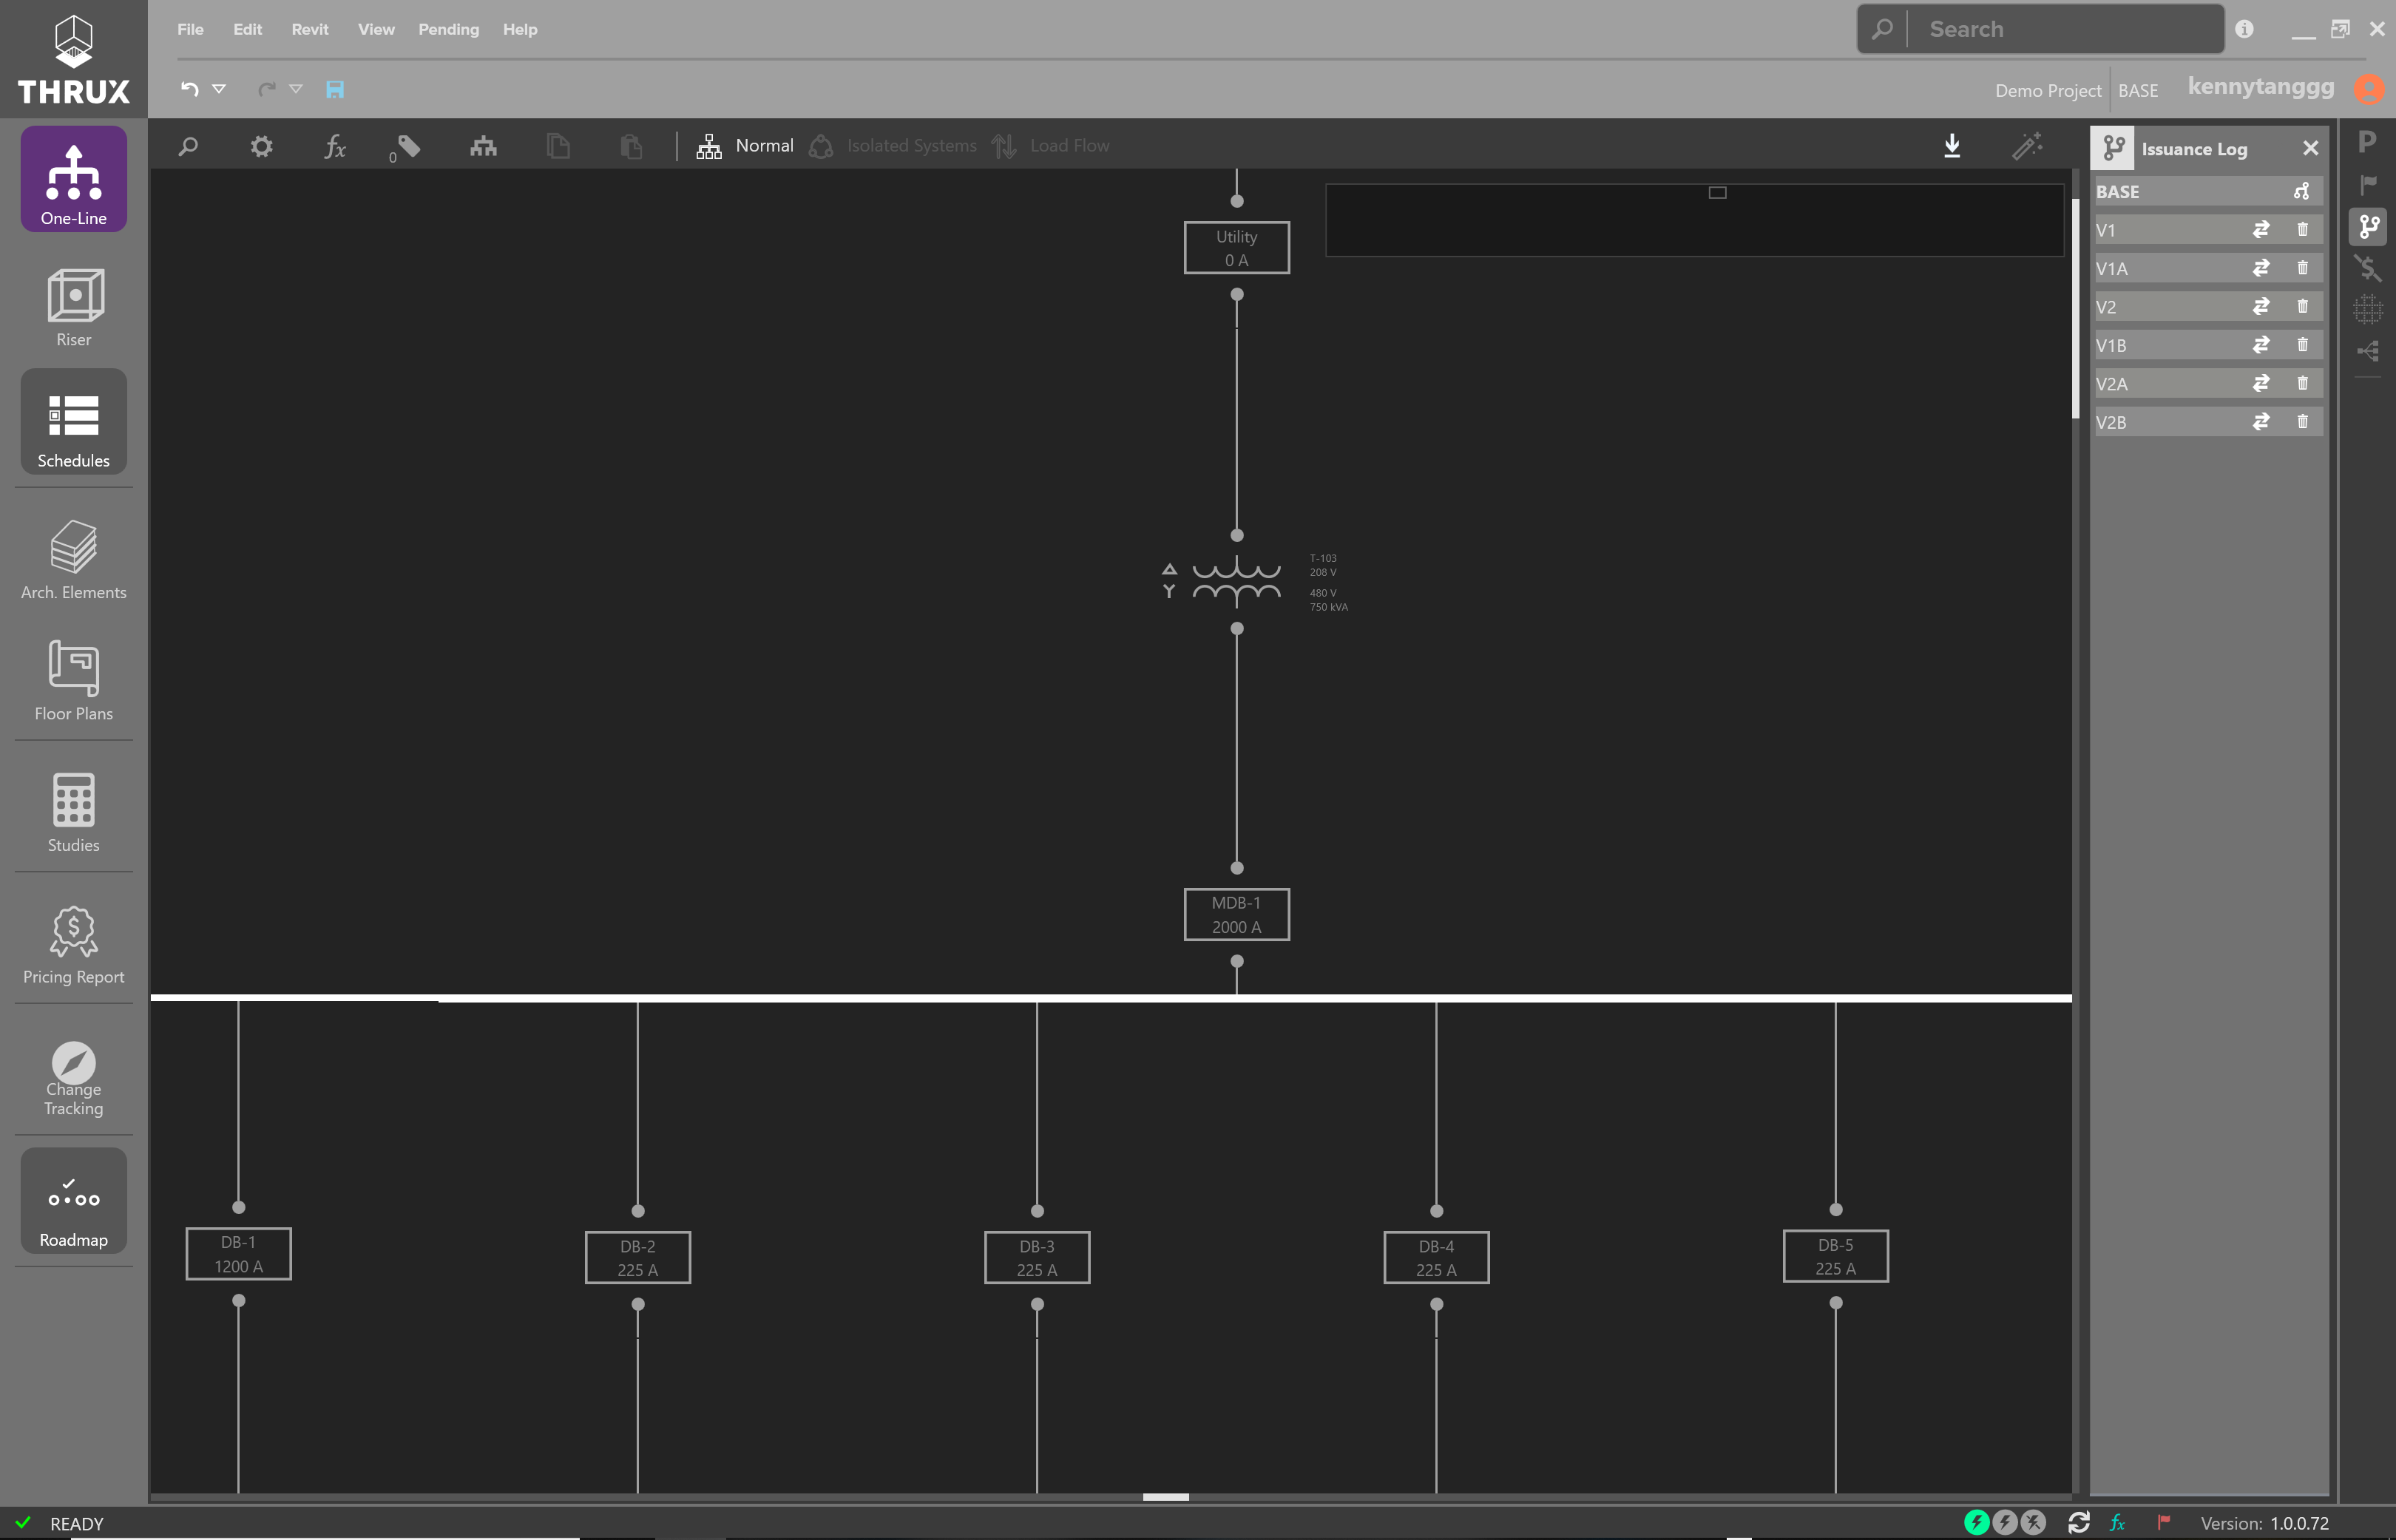 THRUX
File Edit Revit View Pending Help
Search
Demo Project BASE kennytanggg
0
Normal Isolated Systems Load Flow
One-Line
Riser
Schedules
Arch. Elements
Floor Plans
Studies
Pricing Report
Change
Tracking
Roadmap
Utility
0 A
T-103
208 V
480 V
750 kVA
MDB-1
2000 A
DB-1
1200 A
DB-2
225 A
DB-3
225 A
DB-4
225 A
DB-5
225 A
Issuance Log
BASE
V1
V1A
V2
V1B
V2A
V2B
P
READY
fx
Version: 1.0.0.72